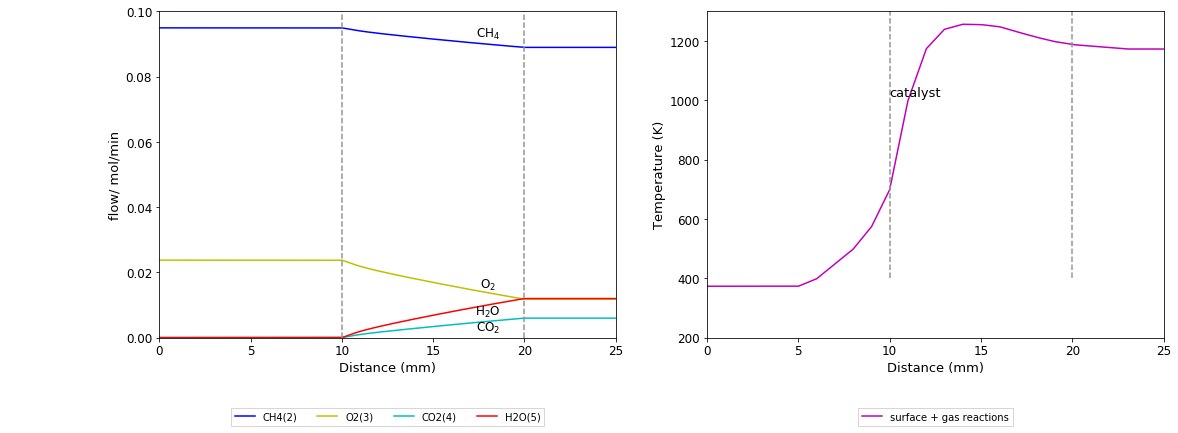 0.10
0.08
0.06
0.04
0.02
0.00
flow/ mol/min
CH₄
O₂
H₂O
CO₂
0 5 10 15 20 25
Distance (mm)
CH4(2) O2(3) CO2(4) H2O(5)
1200
1000
800
600
400
200
Temperature (K)
catalyst
0 5 10 15 20 25
Distance (mm)
surface + gas reactions